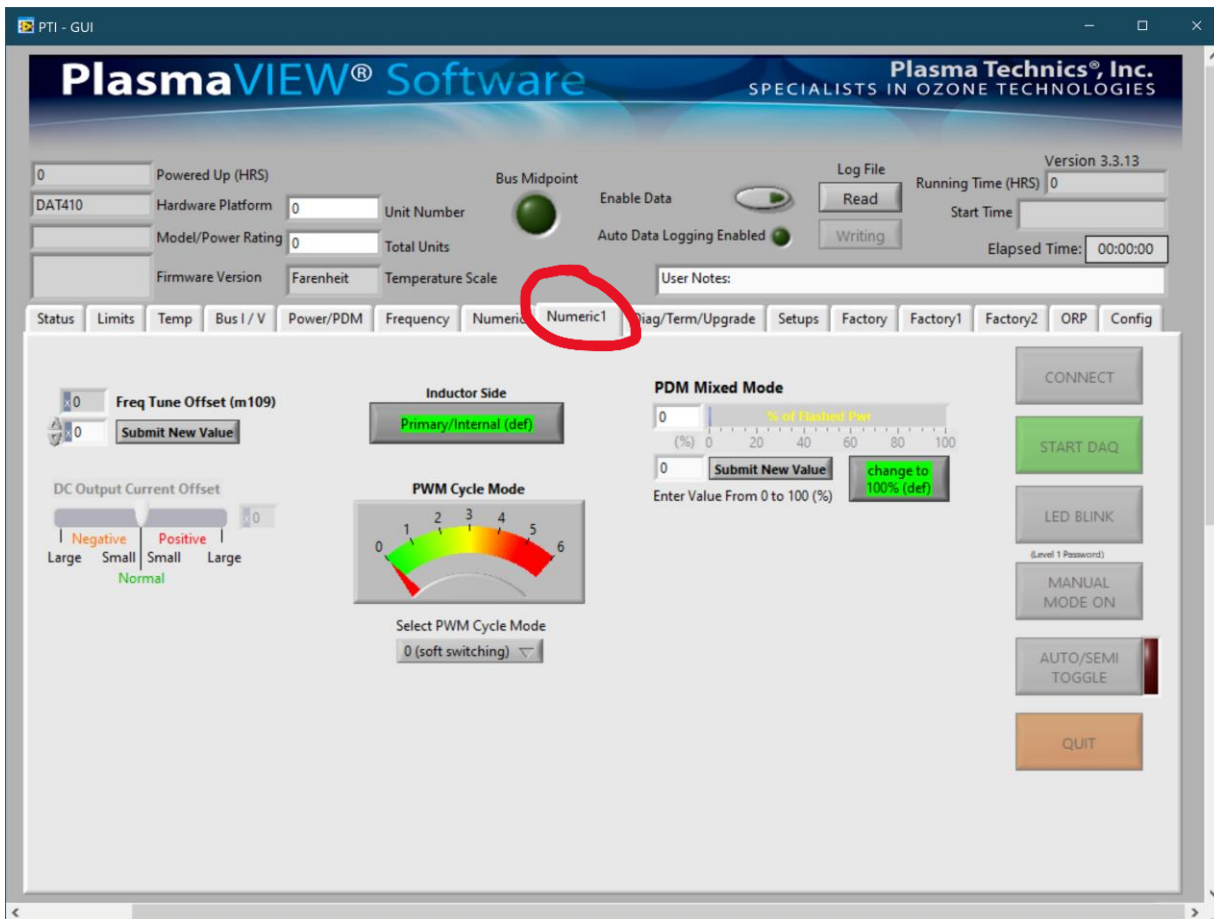 PTI - GUI
PlasmaVIEW® Software
Plasma Technics®, Inc.
SPECIALISTS IN OZONE TECHNOLOGIES
Version 3.3.13
0 Powered Up (HRS)
DAT410 Hardware Platform
Model/Power Rating
Firmware Version
0 Unit Number
0 Total Units
Farenheit Temperature Scale
Bus Midpoint
Enable Data
Auto Data Logging Enabled
Log File
Read
Writing
Running Time (HRS) 0
Start Time
Elapsed Time: 00:00:00
User Notes:
Status Limits Temp Bus I / V Power/PDM Frequency Numeric Numeric1 Diag/Term/Upgrade Setups Factory Factory1 Factory2 ORP Config
x 0 Freq Tune Offset (m109)
x 0 Submit New Value
DC Output Current Offset
x 0
Negative Positive
Large Small Small Large
Normal
Inductor Side
Primary/Internal (def)
PWM Cycle Mode
0 1 2 3 4 5 6
Select PWM Cycle Mode
0 (soft switching)
PDM Mixed Mode
0 % of Flashed Pwr
(%) 0 20 40 60 80 100
0 Submit New Value
change to
100% (def)
Enter Value From 0 to 100 (%)
CONNECT
START DAQ
LED BLINK
(Level 1 Password)
MANUAL
MODE ON
AUTO/SEMI
TOGGLE
QUIT